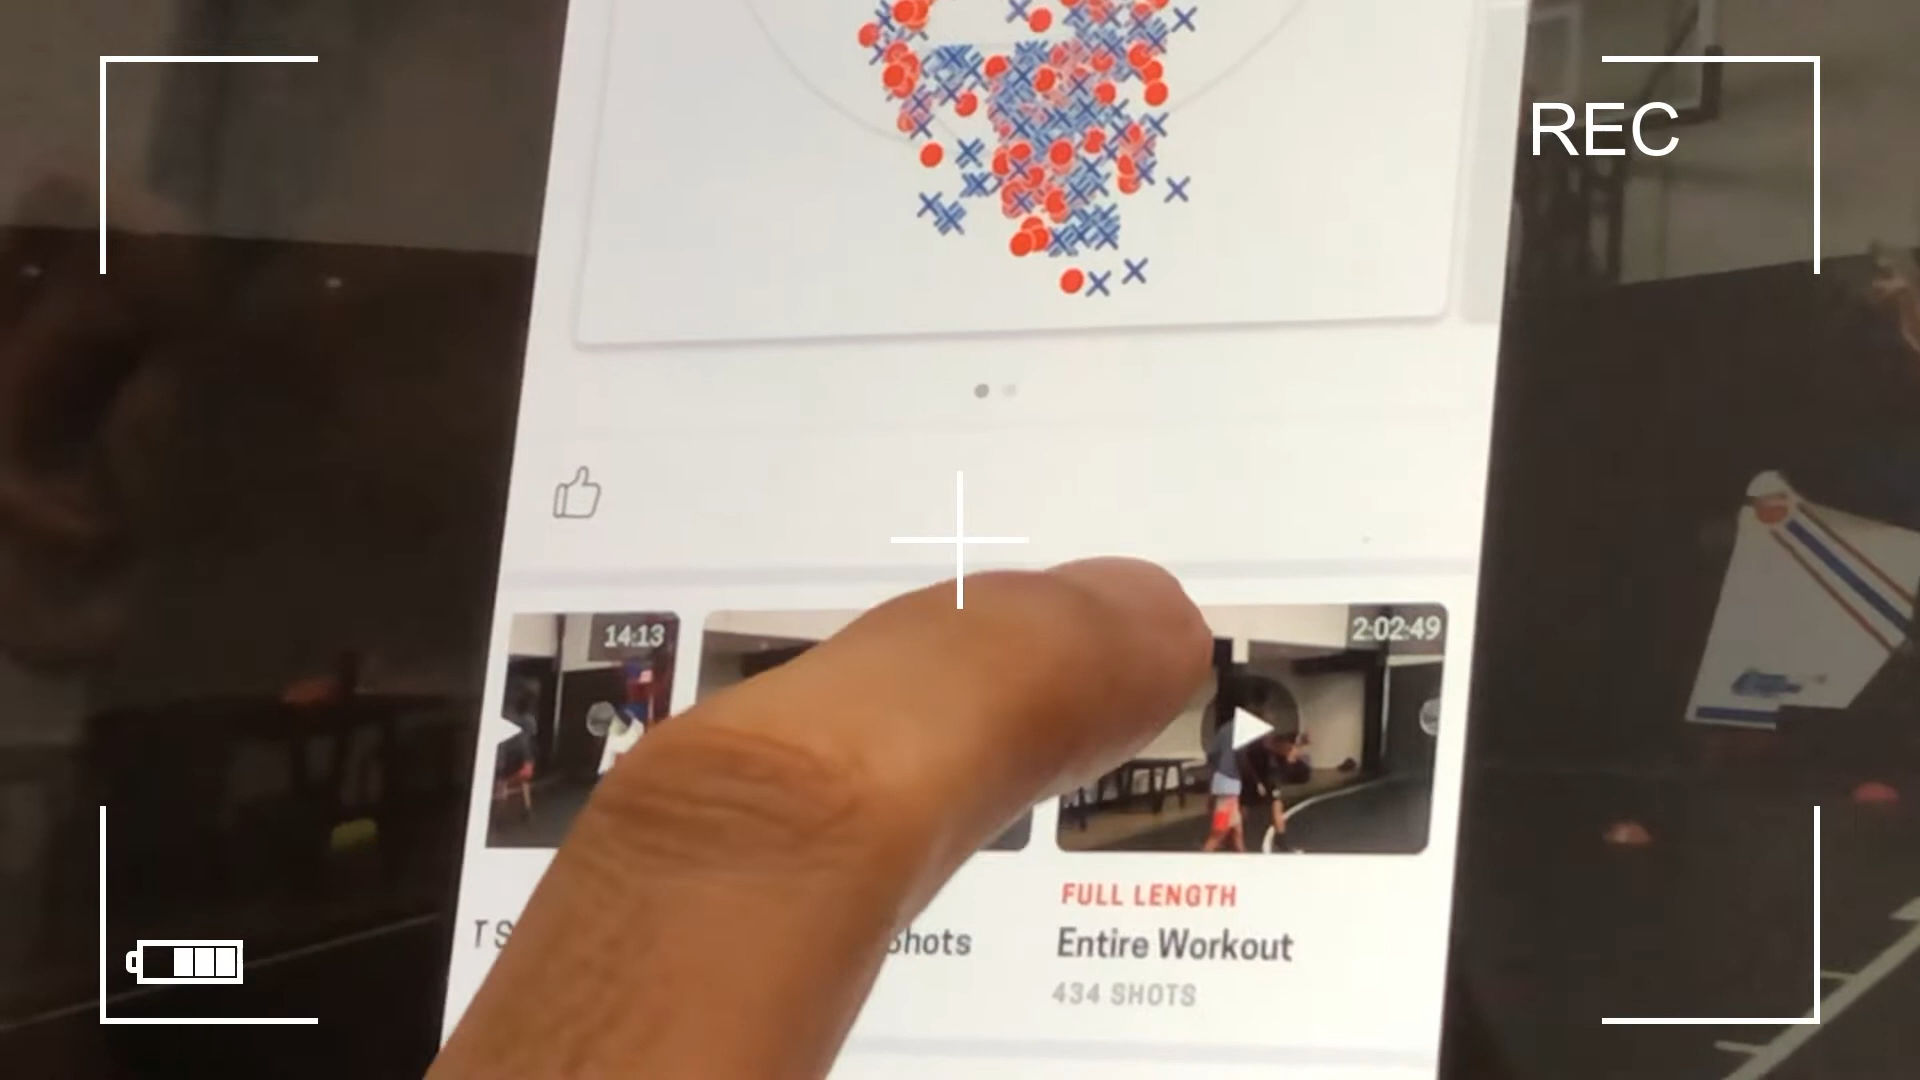 REC
14:13
2:02:49
FULL LENGTH
T S
Shots
Entire Workout
434 SHOTS